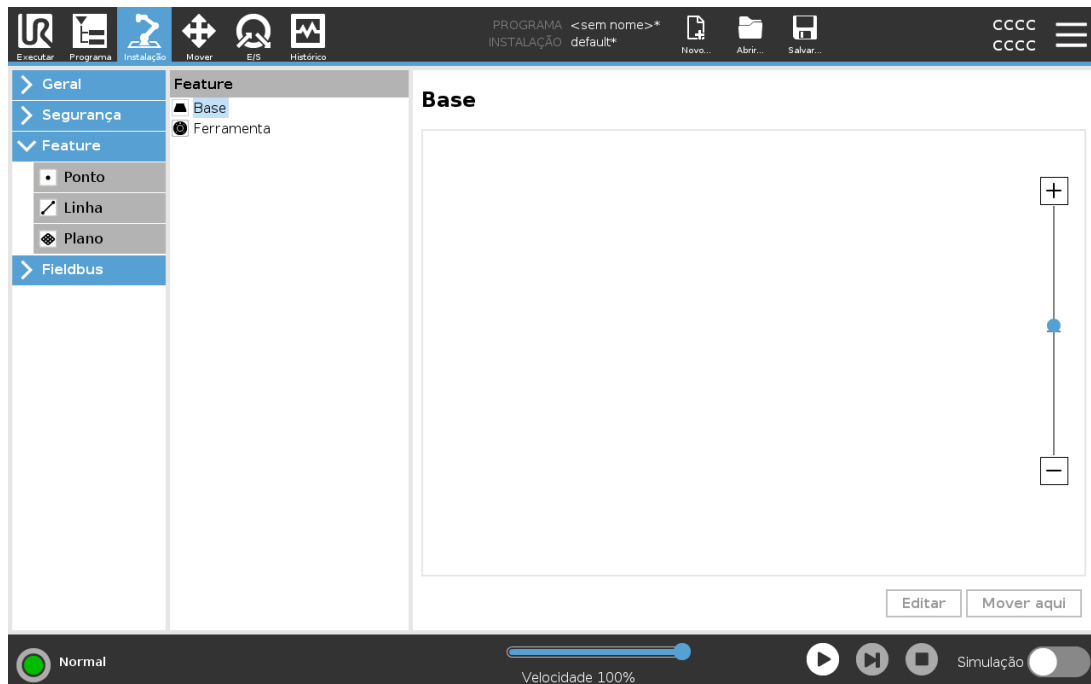 Executar
Programa
Instalação
Mover
E/S
Histórico
PROGRAMA <sem nome>*
INSTALAÇÃO default*
Novo...
Abrir...
Salvar...
CCCC
CCCC
Geral
Segurança
Feature
Ponto
Linha
Plano
Fieldbus
Feature
Base
Ferramenta
Base
Editar
Mover aqui
Normal
Velocidade 100%
Simulação